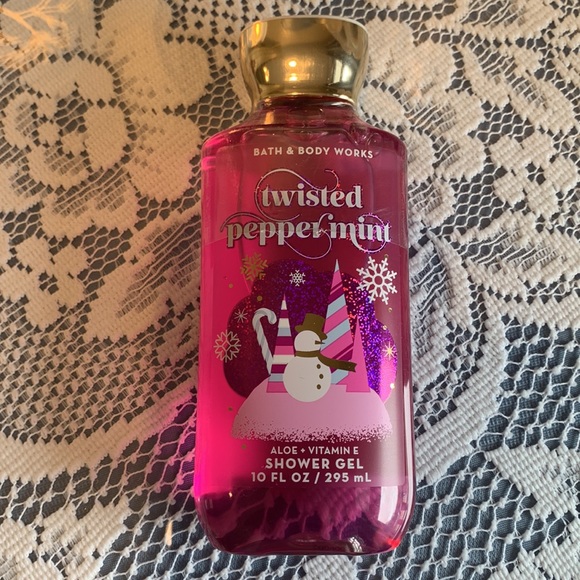 BATH & BODY WORKS
twisted
peppermint
ALOE + VITAMIN E
SHOWER GEL
10 FL OZ / 295 mL